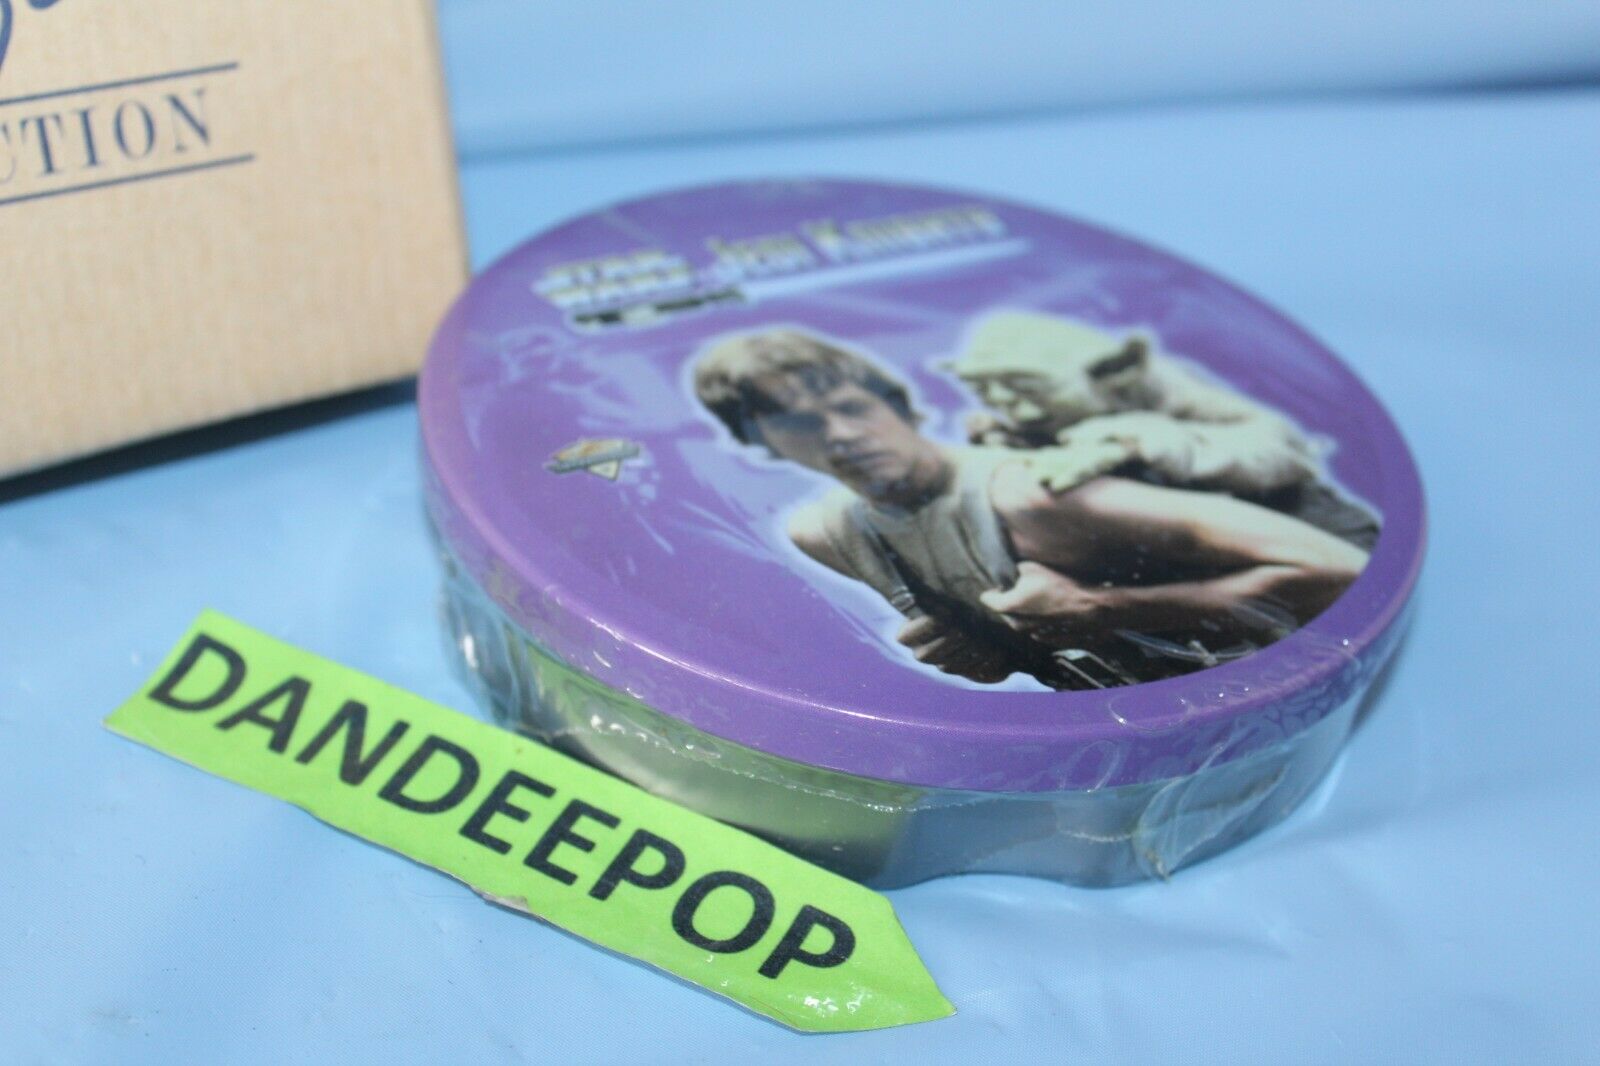 CTION
STAR WARS JEDI KNIGHTS
DANDEEPOP